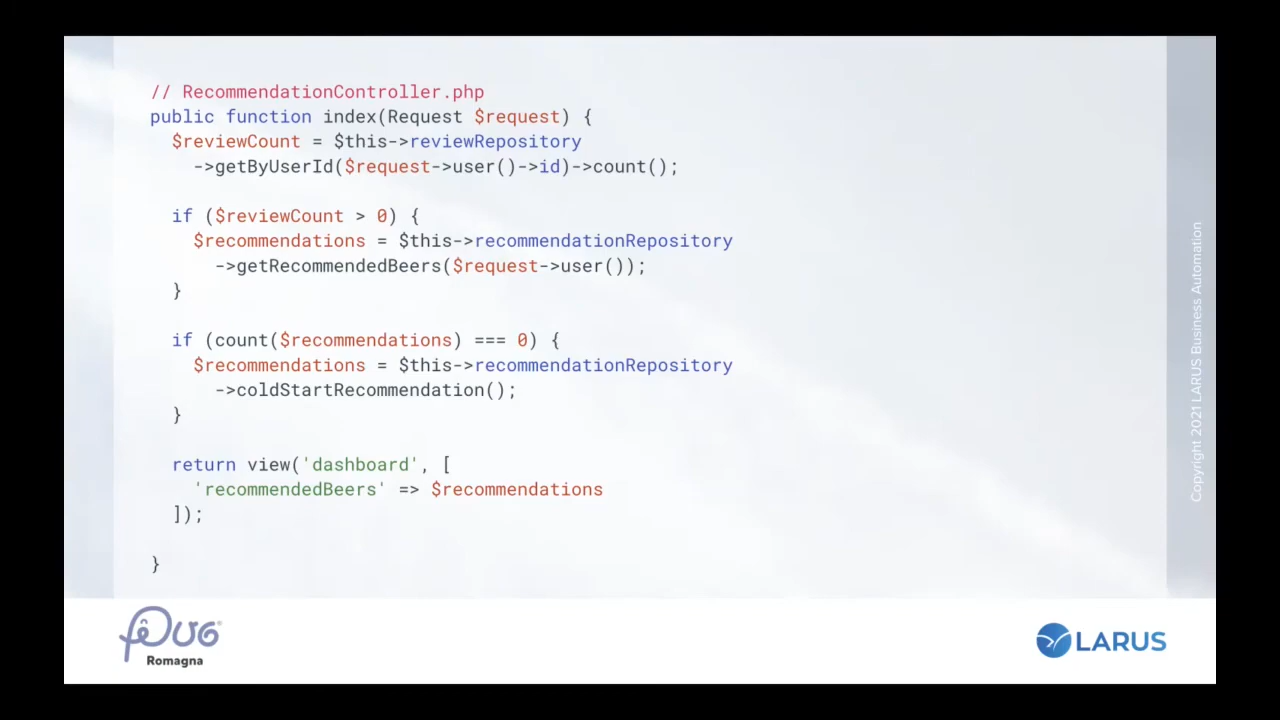 // RecommendationController.php
public function index(Request $request) {
  $reviewCount = $this->reviewRepository
    ->getByUserId($request->user()->id)->count();

  if ($reviewCount > 0) {
    $recommendations = $this->recommendationRepository
      ->getRecommendedBeers($request->user());
  }

  if (count($recommendations) === 0) {
    $recommendations = $this->recommendationRepository
      ->coldStartRecommendation();
  }

  return view('dashboard', [
    'recommendedBeers' => $recommendations
  ]);

}
Copyright 2021 LARUS Business Automation
PUG
Romagna
LARUS